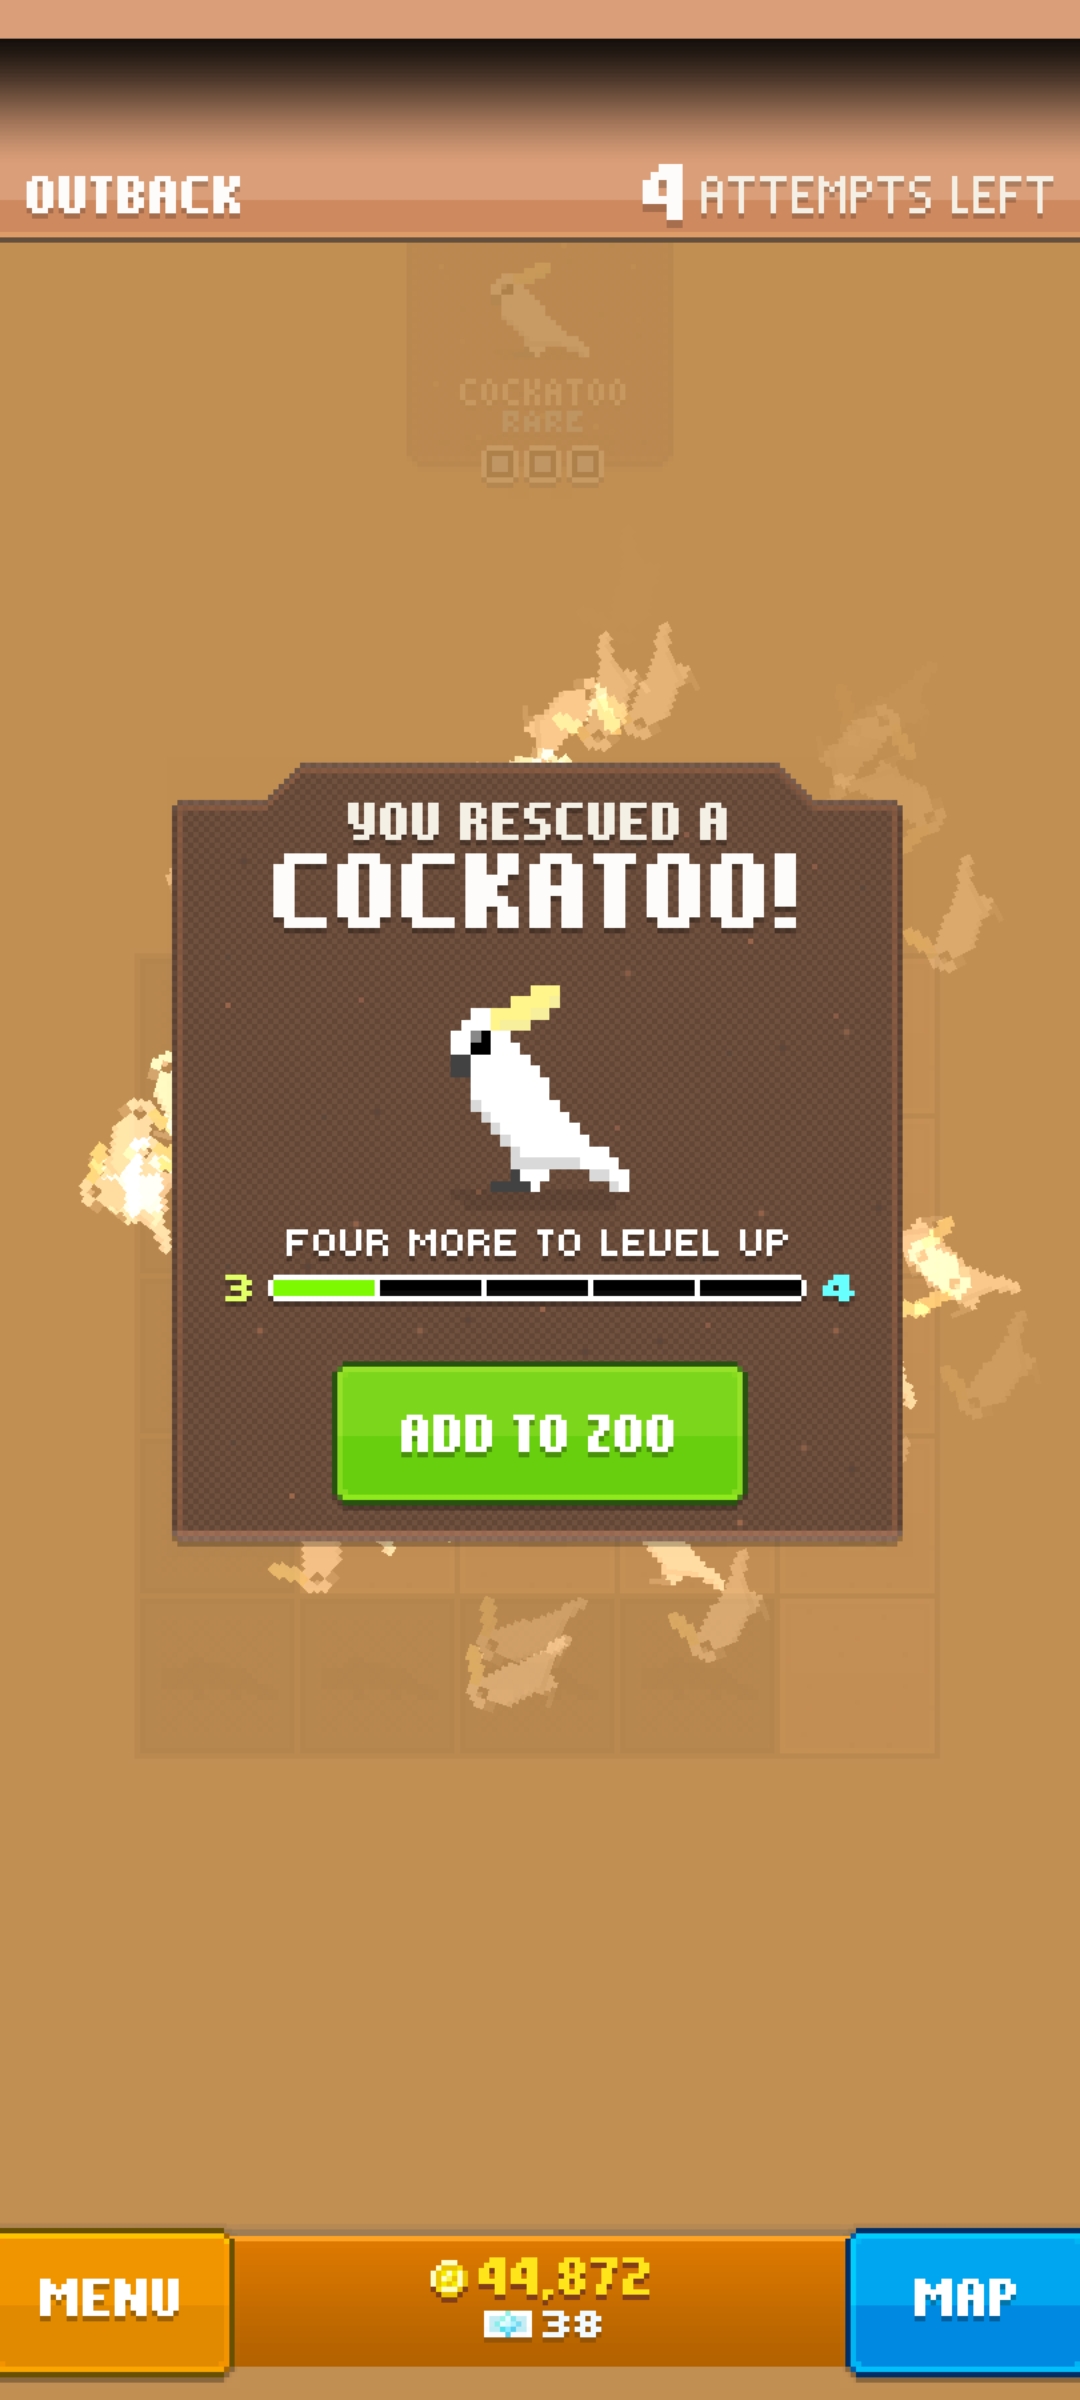 OUTBACK
4 ATTEMPTS LEFT
COCKATOO
RARE
YOU RESCUED A
COCKATOO!
FOUR MORE TO LEVEL UP
3 4
ADD TO ZOO
MENU
44,872
38
MAP